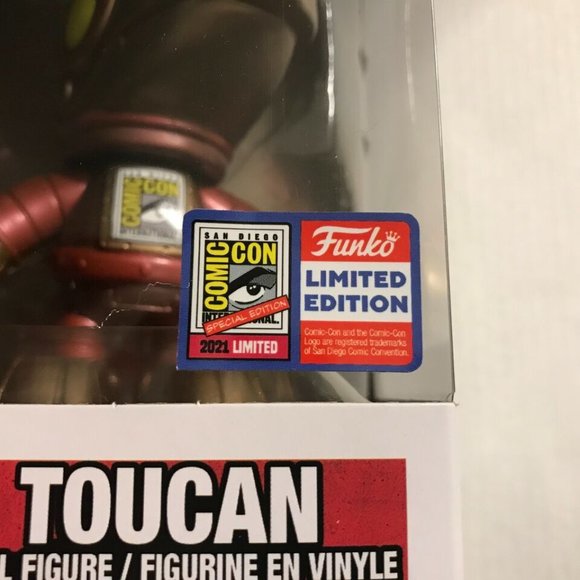 COMIC
CON
INTERNATIONAL
SAN DIEGO
COMIC
CON
SPECIAL EDITION
2021 LIMITED
Funko
LIMITED
EDITION
Comic-Con and the Comic-Con
Logo are registered trademarks
of San Diego Comic Convention.
TOUCAN
L FIGURE / FIGURINE EN VINYLE